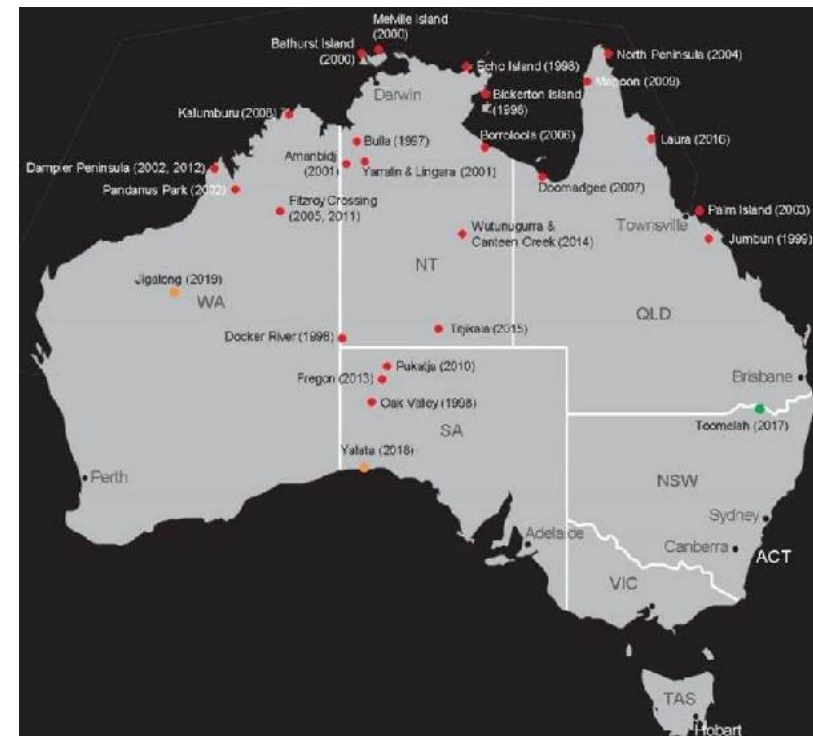 Melville Island
(2000)
Bathurst Island
(2000)
Echo Island (1998)
North Peninsula (2004)
Mapoon (2009)
Darwin
Bickerton Island
(1996)
Kalumburu (2008)
Bulla (1997)
Borroloola (2006)
Laura (2016)
Amanbidj
(2001)
Yarralin & Lingara (2001)
Dampier Peninsula (2002, 2012)
Doomadgee (2007)
Pandanus Park (2002)
Fitzroy Crossing
(2005, 2011)
Palm Island (2003)
Townsville
Wutunugurra &
Canteen Creek (2014)
Jumbun (1999)
NT
Jigalong (2019)
WA
QLD
Docker River (1996)
Titjikala (2015)
Pukatja (2010)
Fregon (2013)
Brisbane
Oak Valley (1998)
Toomelah (2017)
SA
Yalata (2018)
Perth
NSW
Sydney
Adelaide
Canberra
ACT
VIC
TAS
Hobart